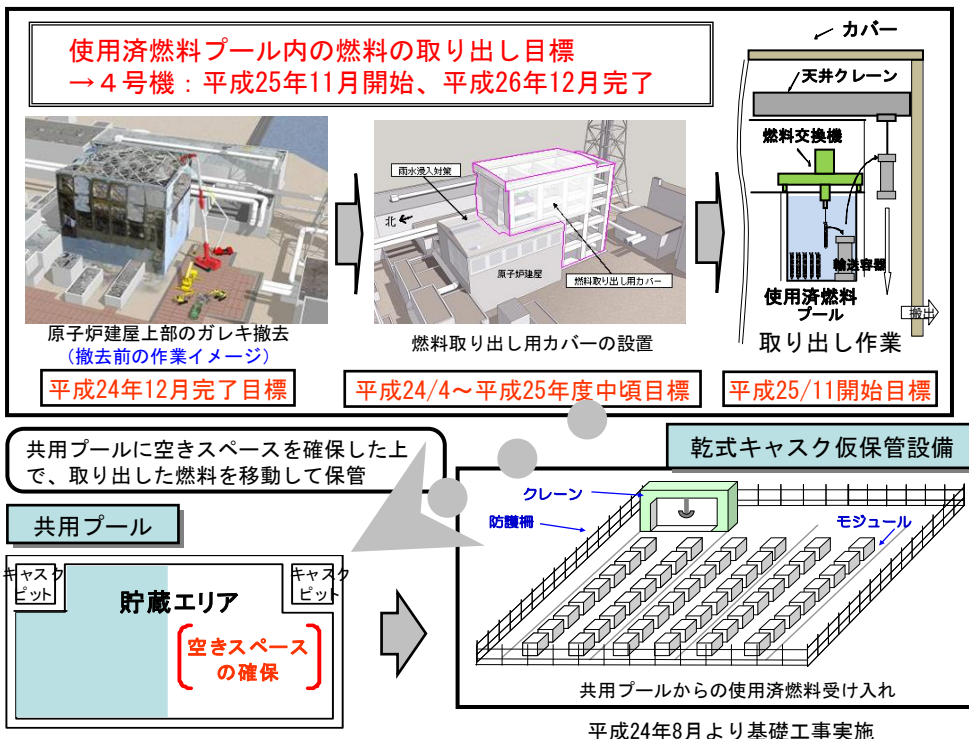 使用済燃料プール内の燃料の取り出し目標
→４号機：平成25年11月開始、平成26年12月完了
カバー
天井クレーン
燃料交換機
輸送容器
使用済燃料
プール
搬出
取り出し作業
雨水浸入対策
北
原子炉建屋
燃料取り出し用カバー
原子炉建屋上部のガレキ撤去
（撤去前の作業イメージ）
燃料取り出し用カバーの設置
平成24年12月完了目標
平成24/4～平成25年度中頃目標
平成25/11開始目標
共用プールに空きスペースを確保した上
で、取り出した燃料を移動して保管
乾式キャスク仮保管設備
クレーン
防護柵
モジュール
共用プール
キャスク
ピット
キャスク
ピット
貯蔵エリア
空きスペース
の確保
共用プールからの使用済燃料受け入れ
平成24年8月より基礎工事実施